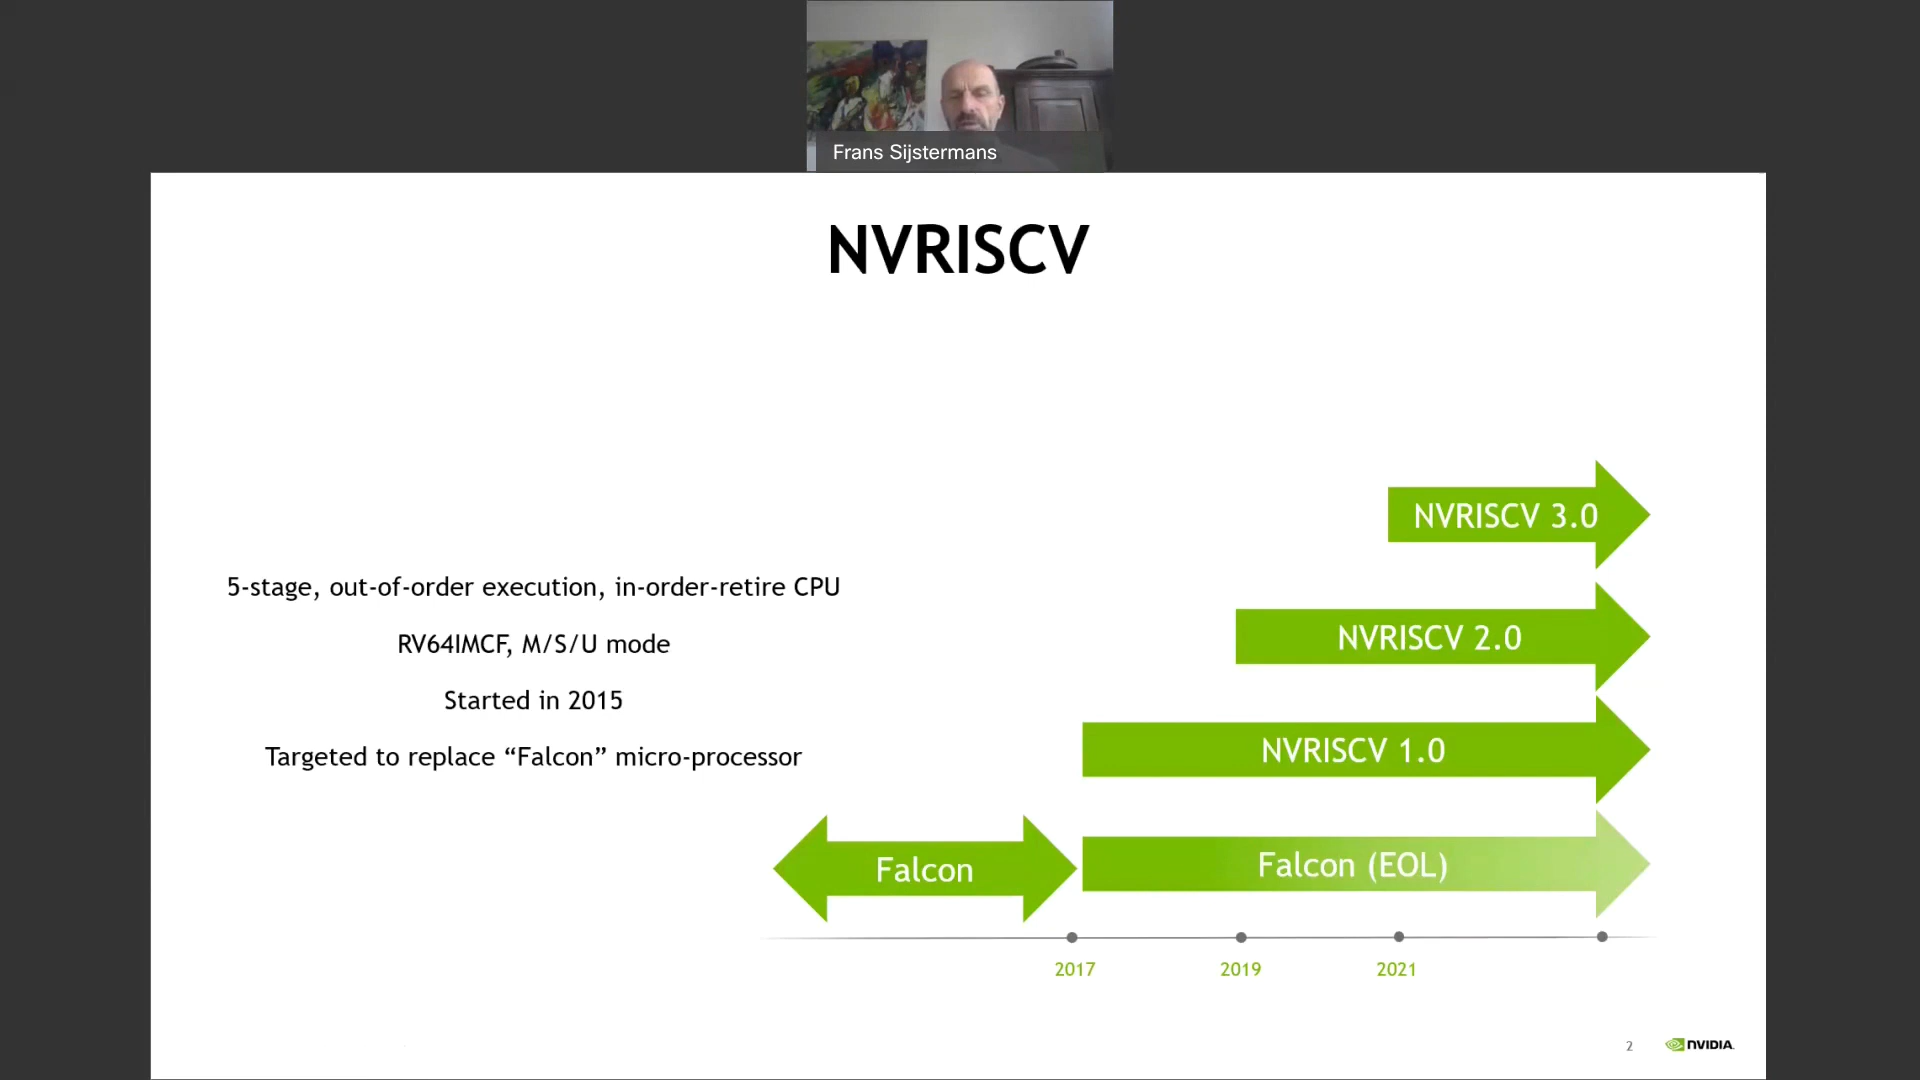 Frans Sijstermans
NVRISCV
5-stage, out-of-order execution, in-order-retire CPU
RV64IMCF, M/S/U mode
Started in 2015
Targeted to replace “Falcon” micro-processor
NVRISCV 3.0
NVRISCV 2.0
NVRISCV 1.0
Falcon
Falcon (EOL)
2017
2019
2021
2
NVIDIA.